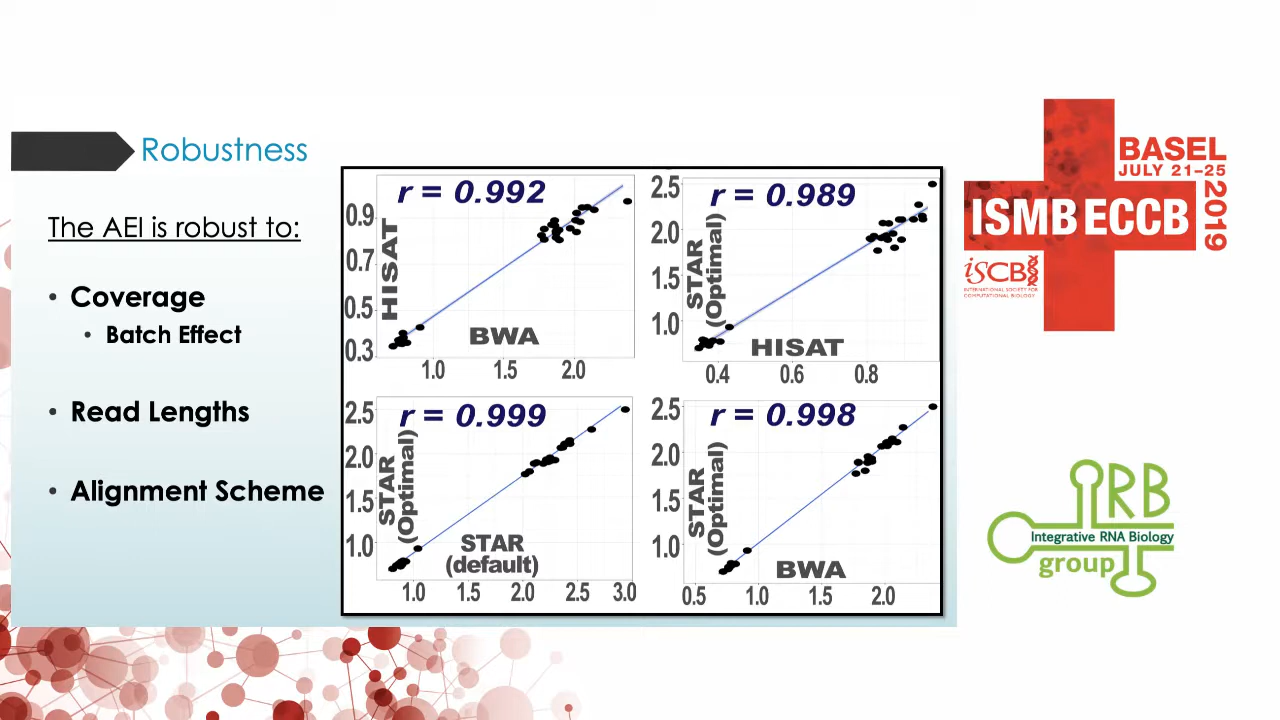 Robustness
The AEI is robust to:
• Coverage
• Batch Effect
• Read Lengths
• Alignment Scheme
r = 0.992
HISAT
0.9
0.7
0.5
0.3
BWA
1.0 1.5 2.0
r = 0.989
STAR
(Optimal)
2.5
2.0
1.5
1.0
HISAT
0.4 0.6 0.8
r = 0.999
STAR
(Optimal)
2.5
2.0
1.5
1.0
STAR
(default)
1.0 1.5 2.0 2.5 3.0
r = 0.998
STAR
(Optimal)
2.5
2.0
1.5
1.0
BWA
0.5 1.0 1.5 2.0
BASEL
JULY 21–25
2019
ISMB ECCB
iSCB
INTERNATIONAL SOCIETY FOR
COMPUTATIONAL BIOLOGY
IRB
Integrative RNA Biology
group